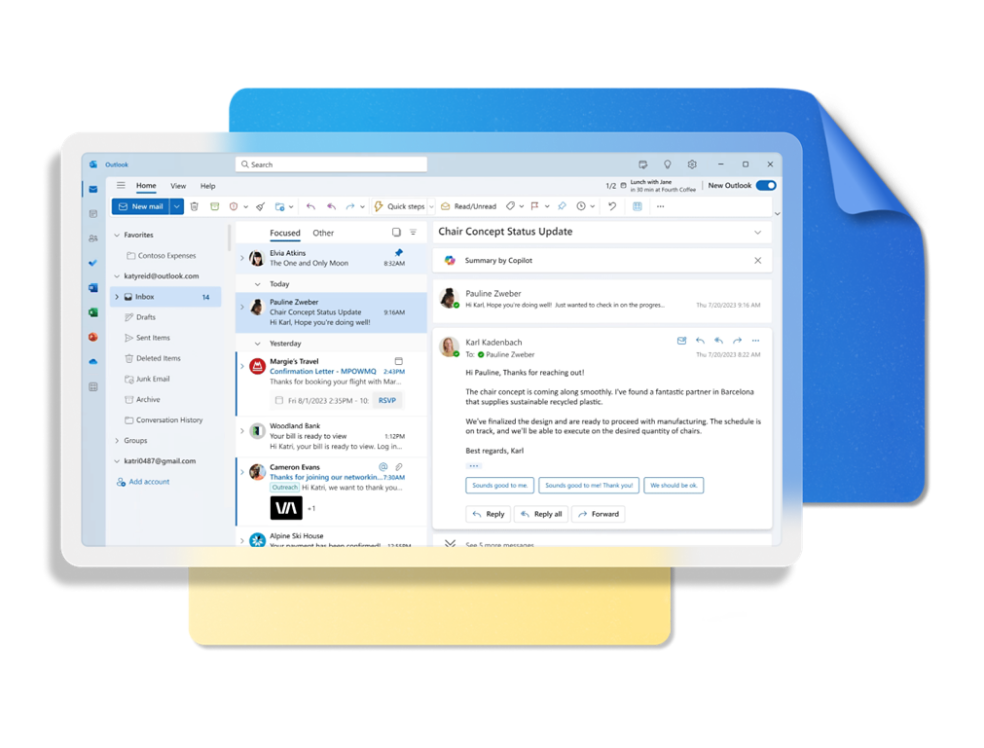 Outlook
Search
Home View Help
1/2 Lunch with Jane
in 30 min at Fourth Coffee
New Outlook
New mail
Quick steps
Read/Unread
Favorites
Contoso Expenses
katyreid@outlook.com
Inbox 14
Drafts
Sent Items
Deleted Items
Junk Email
Archive
Conversation History
Groups
katri0487@gmail.com
Add account
Focused Other
Elvia Atkins
The One and Only Moon 8:32AM
Today
Pauline Zweber
Chair Concept Status Update 9:16AM
Hi Karl, Hope you're doing well!
Yesterday
Margie's Travel
Confirmation Letter - MPOWMQ 2:43PM
Thanks for booking your flight with Mar...
Fri 8/1/2023 2:35PM - 10: RSVP
Woodland Bank
Your bill is ready to view 1:12PM
Hi Katri, your bill is ready to view. Log in...
Cameron Evans
Thanks for joining our networkin... 7:30AM
Outreach Hi Katri, we want to thank you...
+1
Alpine Ski House
Your payment has been confirmed! 12:55PM
Chair Concept Status Update
Summary by Copilot
Pauline Zweber
Hi Karl, Hope you're doing well! Just wanted to check in on the progres... Thu 7/20/2023 9:16 AM
Karl Kadenbach
To: Pauline Zweber Thu 7/20/2023 8:22 AM
Hi Pauline, Thanks for reaching out!
The chair concept is coming along smoothly, I've found a fantastic partner in Barcelona
that supplies sustainable recycled plastic.
We've finalized the design and are ready to proceed with manufacturing. The schedule is
on track, and we'll be able to execute on the desired quantity of chairs.
Best regards, Karl
Sounds good to me. Sounds good to me! Thank you! We should be ok.
Reply Reply all Forward
See 5 more messages